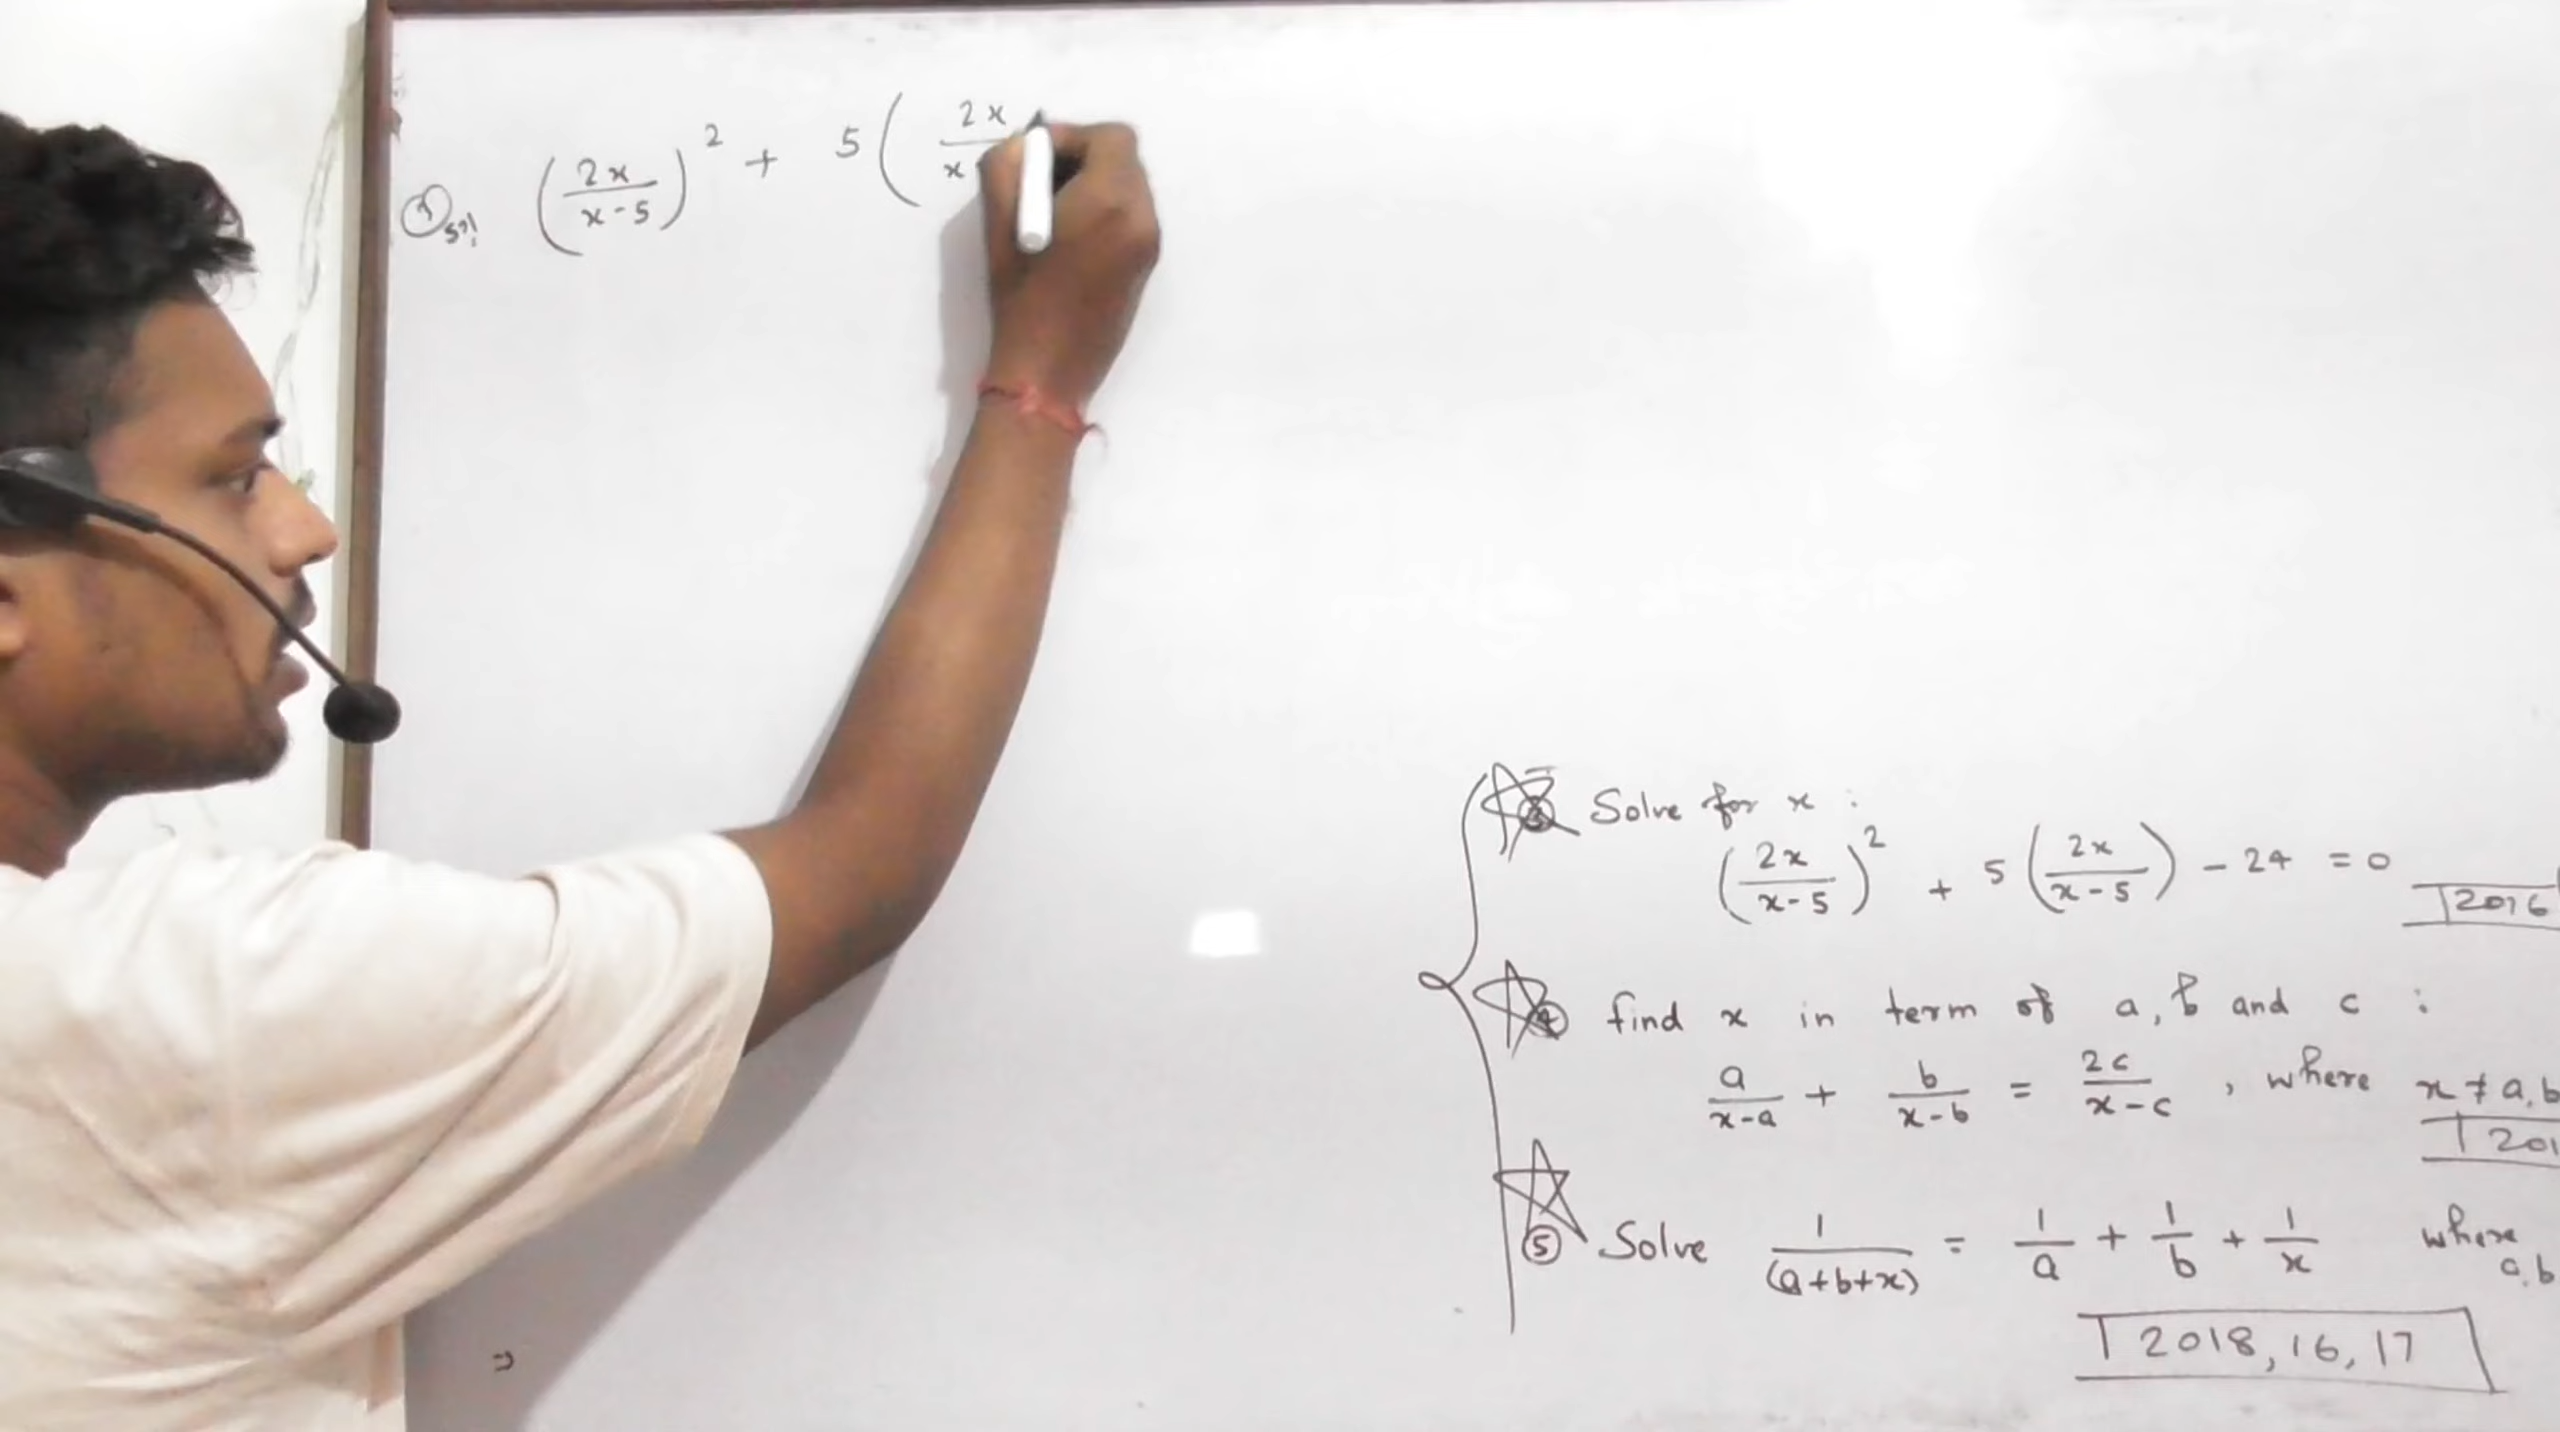 ① Sol (2x/x-5)² + 5(2x/x
③ Solve for x :
(2x/x-5)² + 5(2x/x-5) - 24 = 0
2016
④ find x in term of a, b and c :
a/x-a + b/x-b = 2c/x-c , where x ≠ a, b
201
⑤ Solve 1/(a+b+x) = 1/a + 1/b + 1/x where
a, b
2018, 16, 17